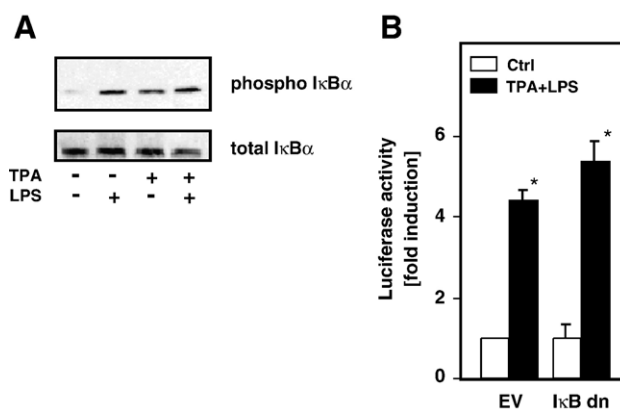 A
phospho IκBα
total IκBα
TPA - - + +
LPS - + - +
B
Ctrl
TPA+LPS
Luciferase activity
[fold induction]
6
4
2
0
*
*
EV
IκB dn